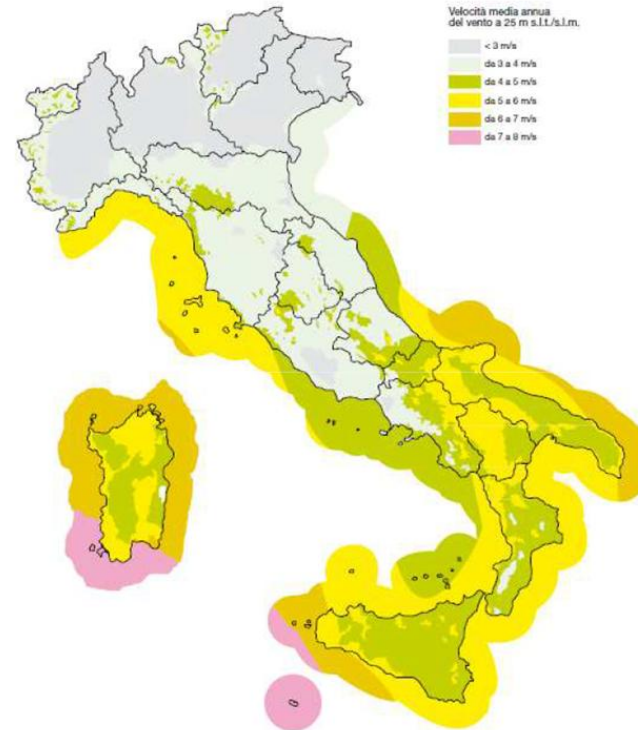 Velocità media annua
del vento a 25 m s.l.t./s.l.m.
< 3 m/s
da 3 a 4 m/s
da 4 a 5 m/s
da 5 a 6 m/s
da 6 a 7 m/s
da 7 a 8 m/s